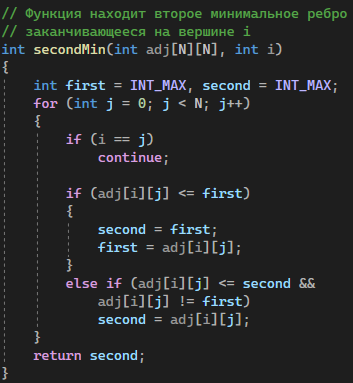 // Функция находит второе минимальное ребро
// заканчивающееся на вершине i
int secondMin(int adj[N][N], int i)
{
    int first = INT_MAX, second = INT_MAX;
    for (int j = 0; j < N; j++)
    {
        if (i == j)
            continue;

        if (adj[i][j] <= first)
        {
            second = first;
            first = adj[i][j];
        }
        else if (adj[i][j] <= second &&
            adj[i][j] != first)
            second = adj[i][j];
    }
    return second;
}